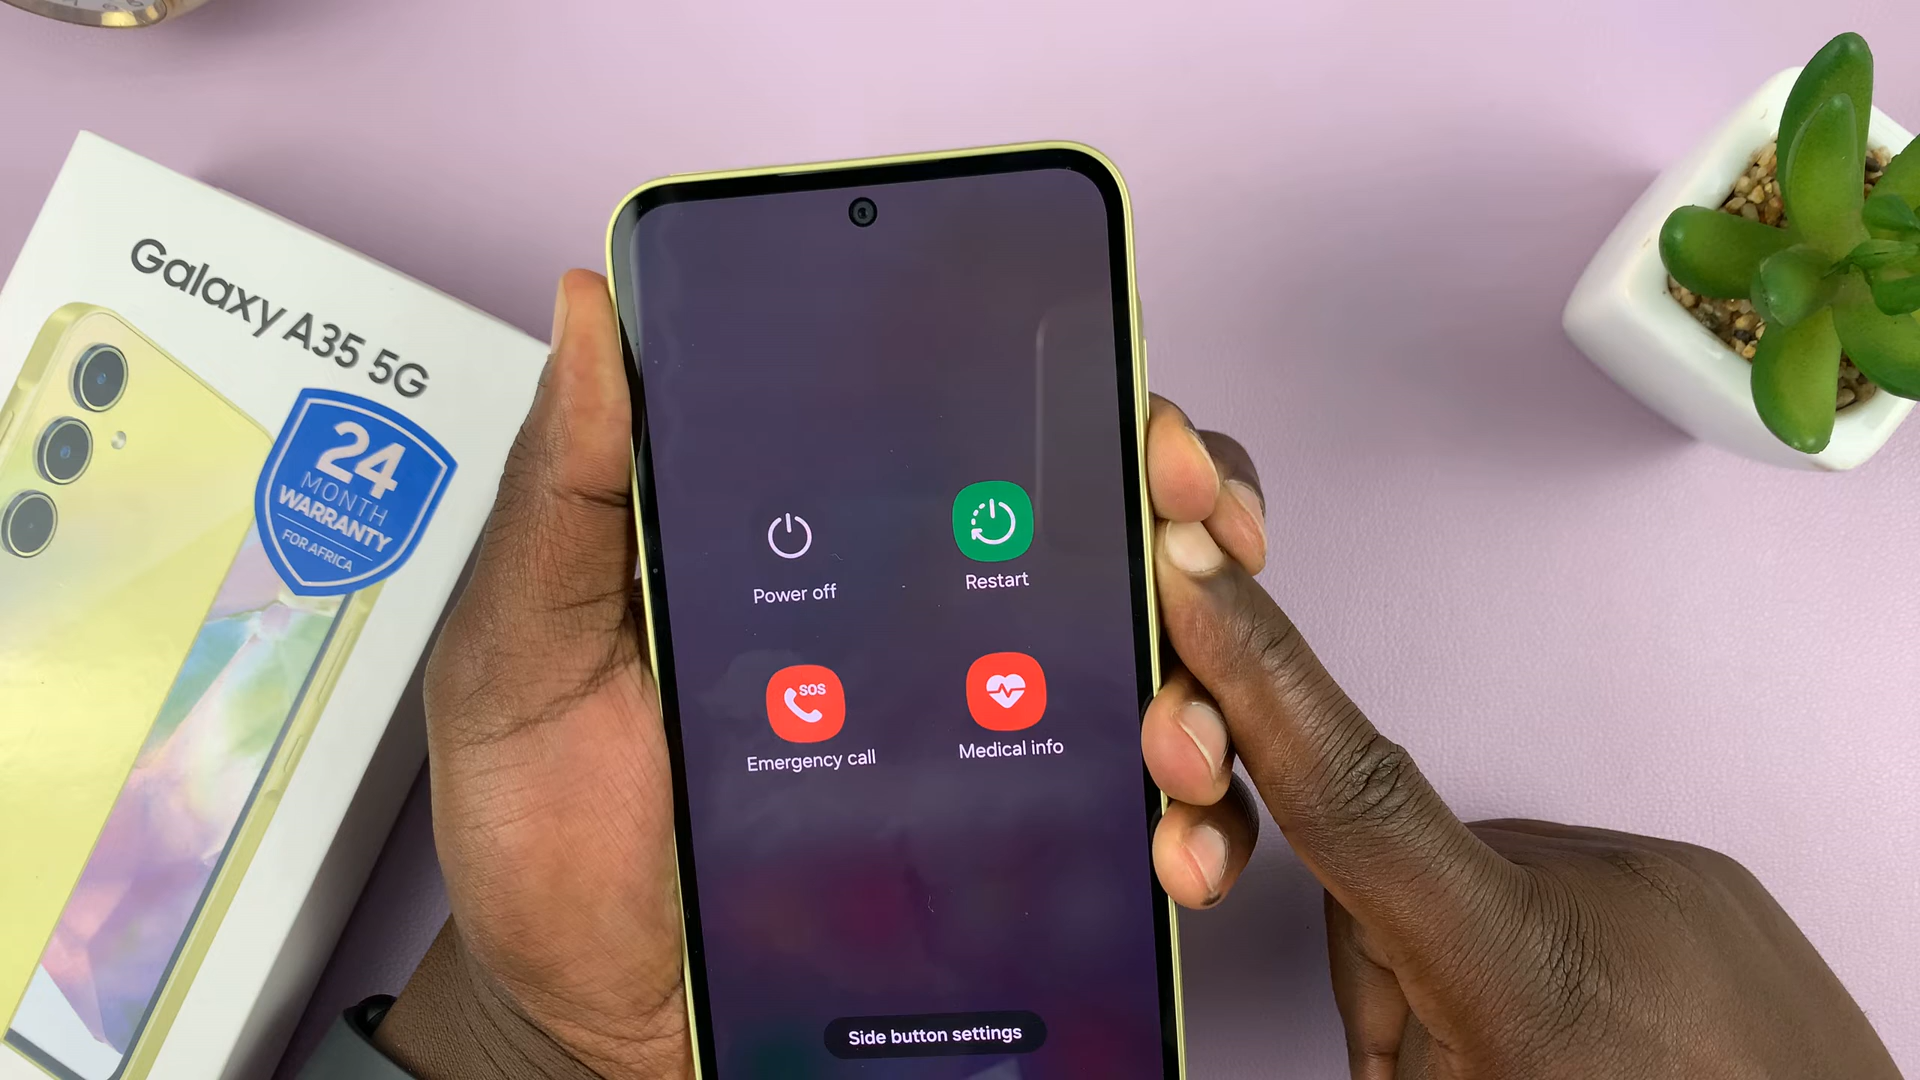 Galaxy A35 5G
24
MONTH
WARRANTY
FOR AFRICA
Power off
Restart
SOS
Emergency call
Medical info
Side button settings